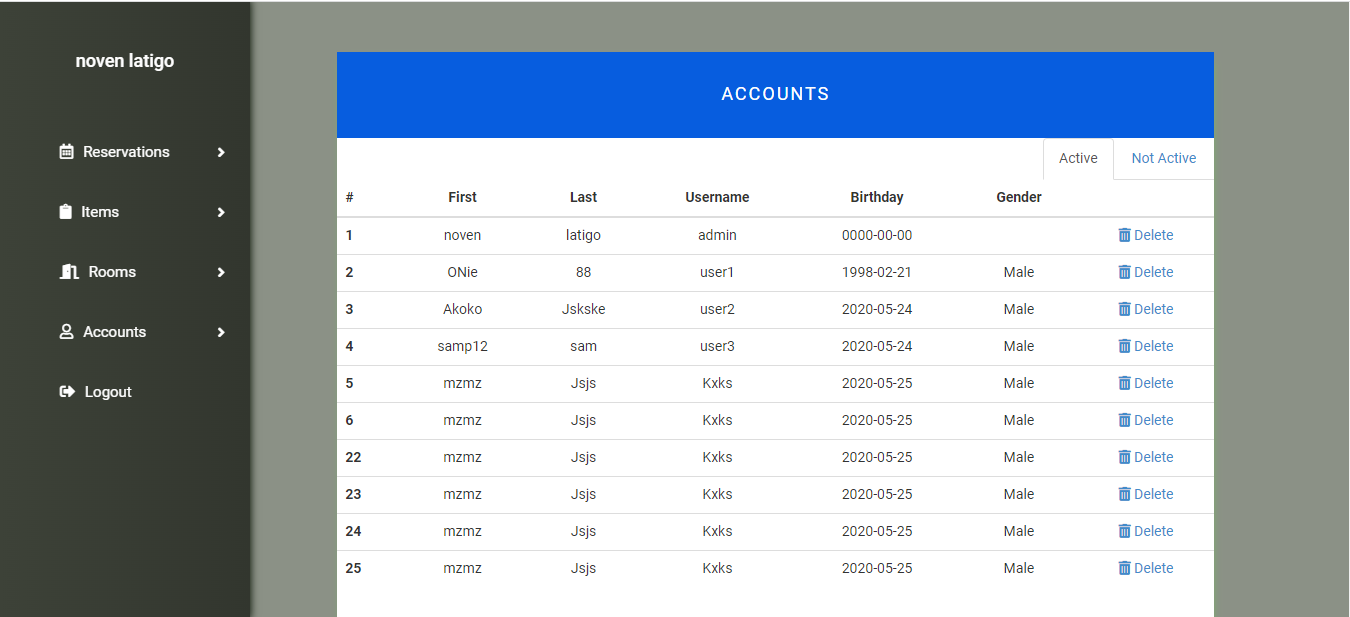 noven latigo
Reservations
Items
Rooms
Accounts
Logout
ACCOUNTS
Active Not Active
# First Last Username Birthday Gender
1 noven latigo admin 0000-00-00 Delete
2 ONie 88 user1 1998-02-21 Male Delete
3 Akoko Jskske user2 2020-05-24 Male Delete
4 samp12 sam user3 2020-05-24 Male Delete
5 mzmz Jsjs Kxks 2020-05-25 Male Delete
6 mzmz Jsjs Kxks 2020-05-25 Male Delete
22 mzmz Jsjs Kxks 2020-05-25 Male Delete
23 mzmz Jsjs Kxks 2020-05-25 Male Delete
24 mzmz Jsjs Kxks 2020-05-25 Male Delete
25 mzmz Jsjs Kxks 2020-05-25 Male Delete